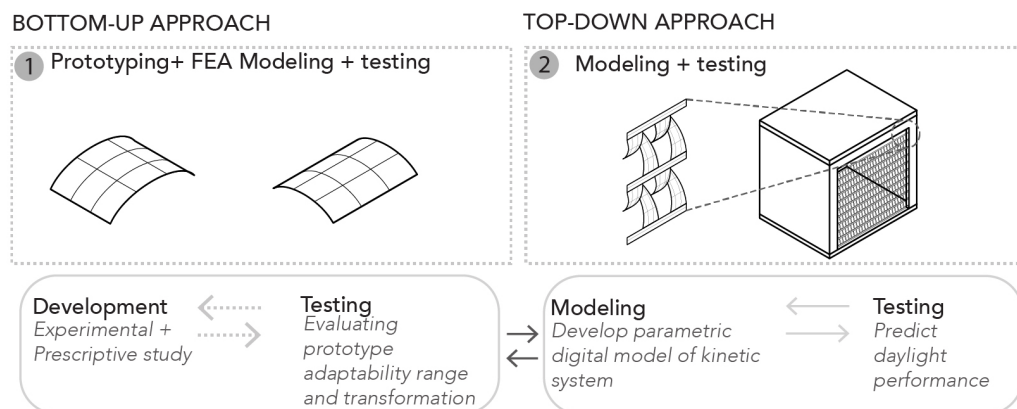 BOTTOM-UP APPROACH
1 Prototyping+ FEA Modeling + testing
Development
Experimental +
Prescriptive study
Testing
Evaluating
prototype
adaptability range
and transformation
TOP-DOWN APPROACH
2 Modeling + testing
Modeling
Develop parametric
digital model of kinetic
system
Testing
Predict
daylight
performance